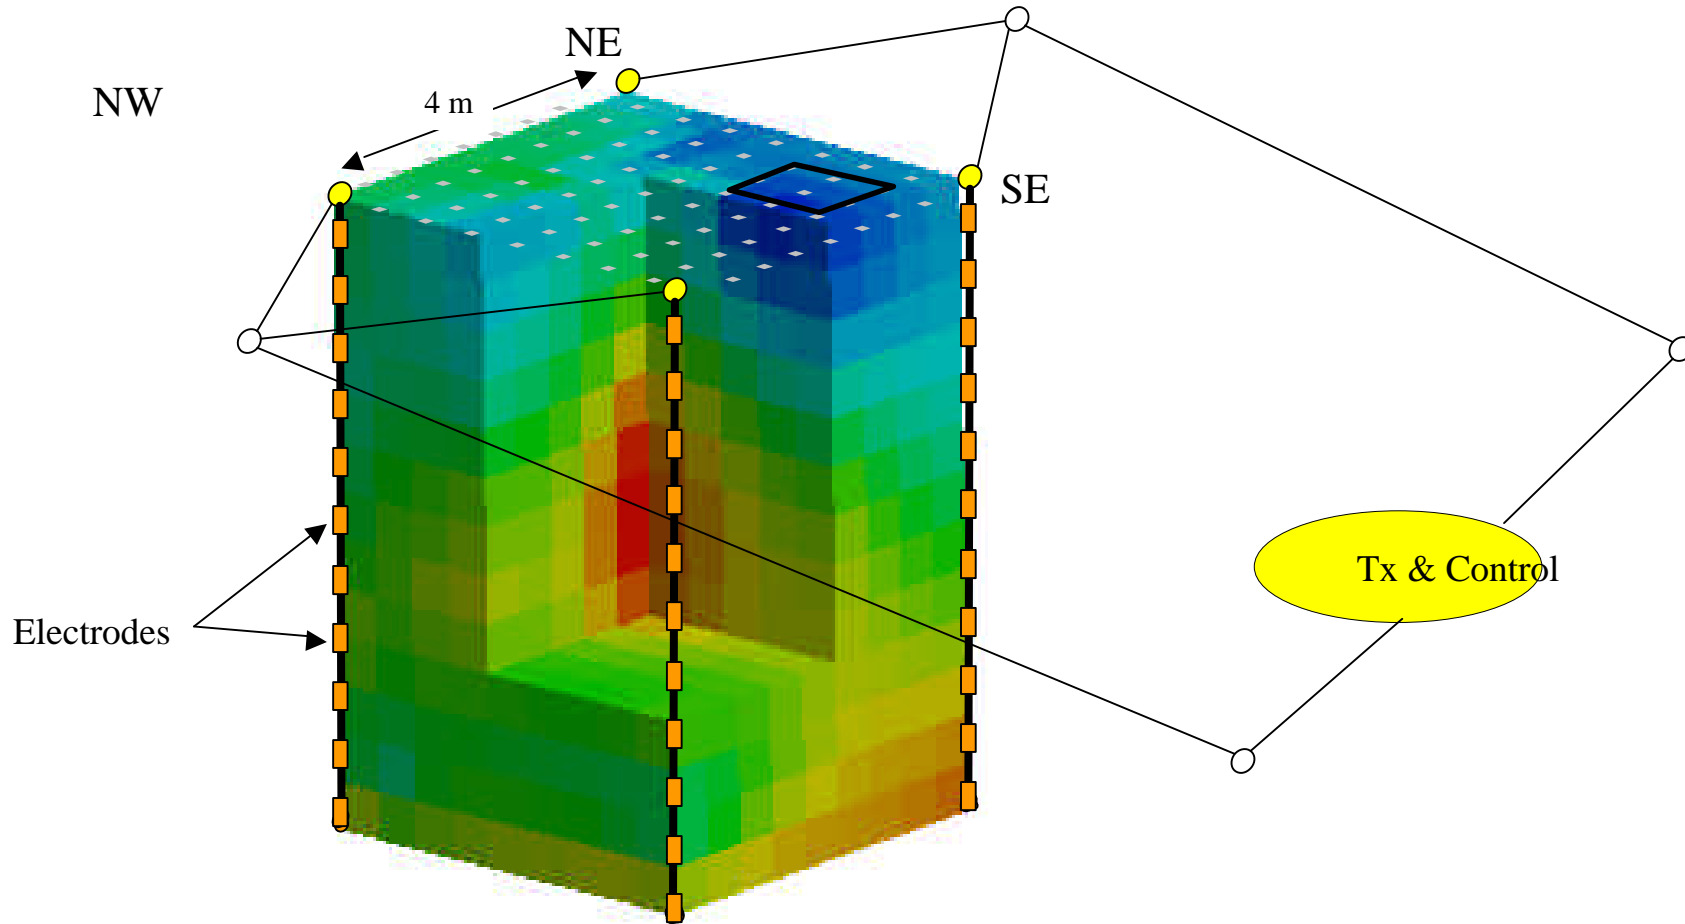 NE
NW
4 m
SE
Tx & Control
Electrodes